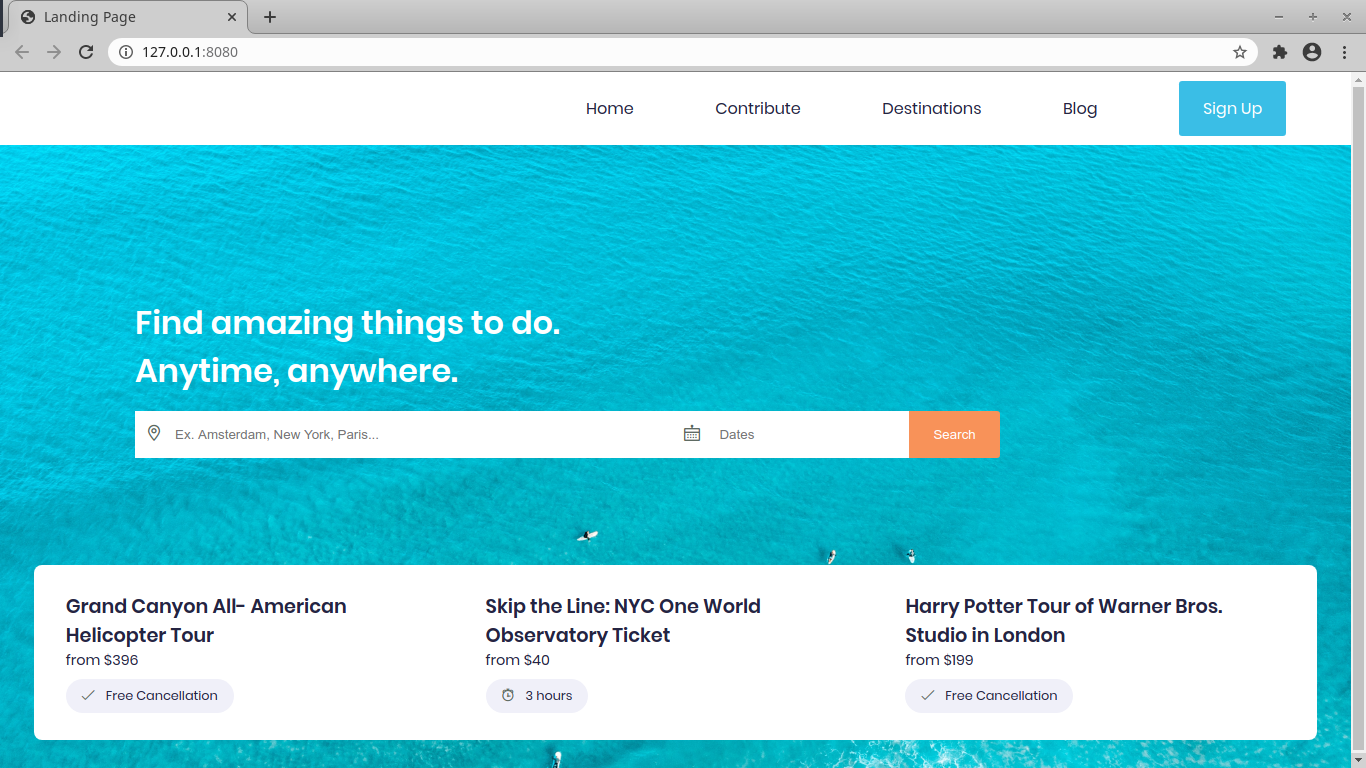 Landing Page
127.0.0.1:8080
Home Contribute Destinations Blog Sign Up
Find amazing things to do.
Anytime, anywhere.
Ex. Amsterdam, New York, Paris... Dates Search
Grand Canyon All- American
Helicopter Tour
from $396
Free Cancellation
Skip the Line: NYC One World
Observatory Ticket
from $40
3 hours
Harry Potter Tour of Warner Bros.
Studio in London
from $199
Free Cancellation